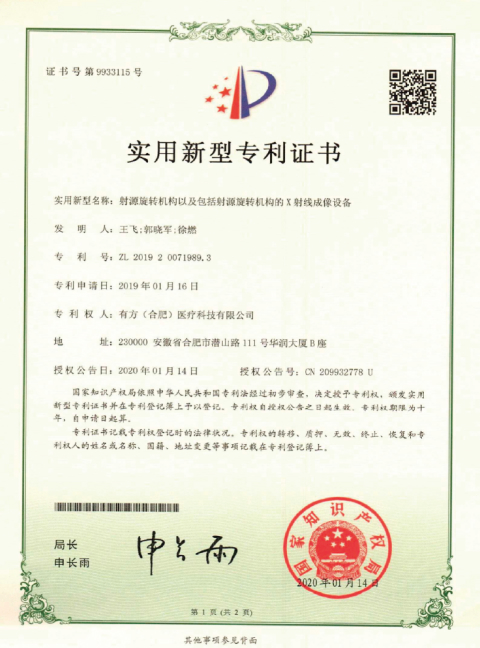 证书号第9933115号
实用新型专利证书
实用新型名称：射源旋转机构以及包括射源旋转机构的X射线成像设备
发 明 人：王飞;郭晓军;徐燃
专 利 号：ZL 2019 2 0071989.3
专利申请日：2019年01月16日
专 利 权 人：有方（合肥）医疗科技有限公司
地 址：230000 安徽省合肥市潜山路111号华润大厦B座
授权公告日：2020年01月14日 授权公告号：CN 209932778 U
国家知识产权局依照中华人民共和国专利法经过初步审查，决定授予专利权，颁发实用
新型专利证书并在专利登记簿上予以登记。专利权自授权公告之日起生效。专利权期限为十
年，自申请日起算。
专利证书记载专利权登记时的法律状况。专利权的转移、质押、无效、终止、恢复和专
利权人的姓名或名称、国籍、地址变更等事项记载在专利登记簿上。
局长
申长雨
申长雨
国家知识产权局
2020年01月14日
第 1 页 (共 2 页)
其他事项参见背面